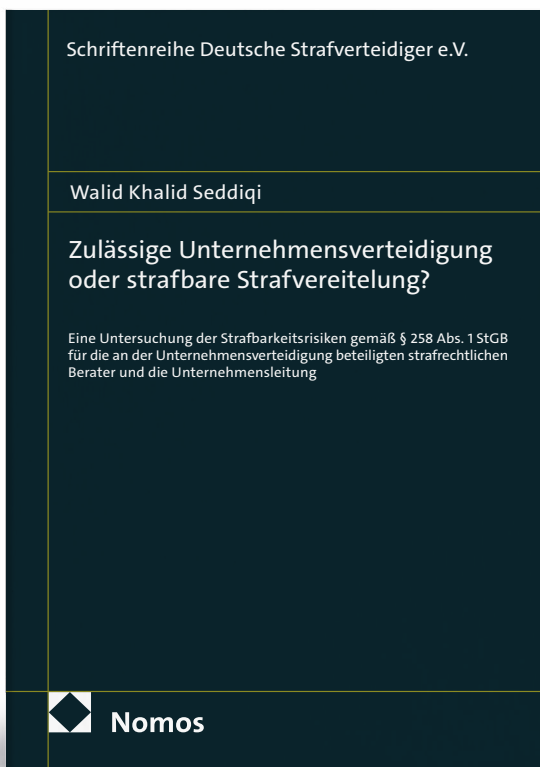 Schriftenreihe Deutsche Strafverteidiger e.V.
Walid Khalid Seddiqi
Zulässige Unternehmensverteidigung
oder strafbare Strafvereitelung?
Eine Untersuchung der Strafbarkeitsrisiken gemäß § 258 Abs. 1 StGB
für die an der Unternehmensverteidigung beteiligten strafrechtlichen
Berater und die Unternehmensleitung
Nomos